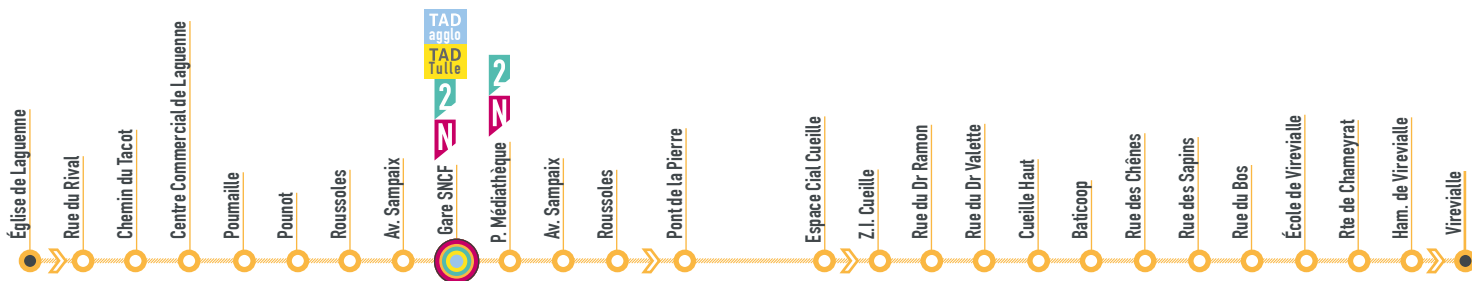 Église de Laguenne
Rue du Rival
Chemin du Tacot
Centre Commercial de Laguenne
Poumaille
Pounot
Roussoles
Av. Sampaix
TAD
agglo
TAD
Tulle
2
N
Gare SNCF
2
N
P. Médiathèque
Av. Sampaix
Roussoles
Pont de la Pierre
Espace Cial Cueille
Z.I. Cueille
Rue du Dr Ramon
Rue du Dr Valette
Cueille Haut
Baticoop
Rue des Chênes
Rue des Sapins
Rue du Bos
École de Virevialle
Rte de Chameyrat
Ham. de Virevialle
Virevialle